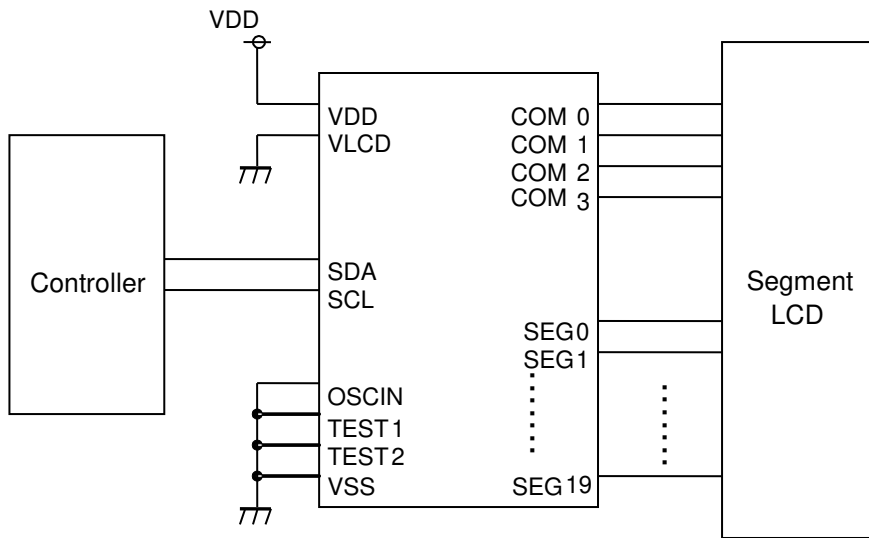 VDD
VDD
VLCD
SDA
SCL
OSCIN
TEST1
TEST2
VSS
COM 0
COM 1
COM 2
COM 3
SEG0
SEG1
SEG19
Controller
Segment
LCD